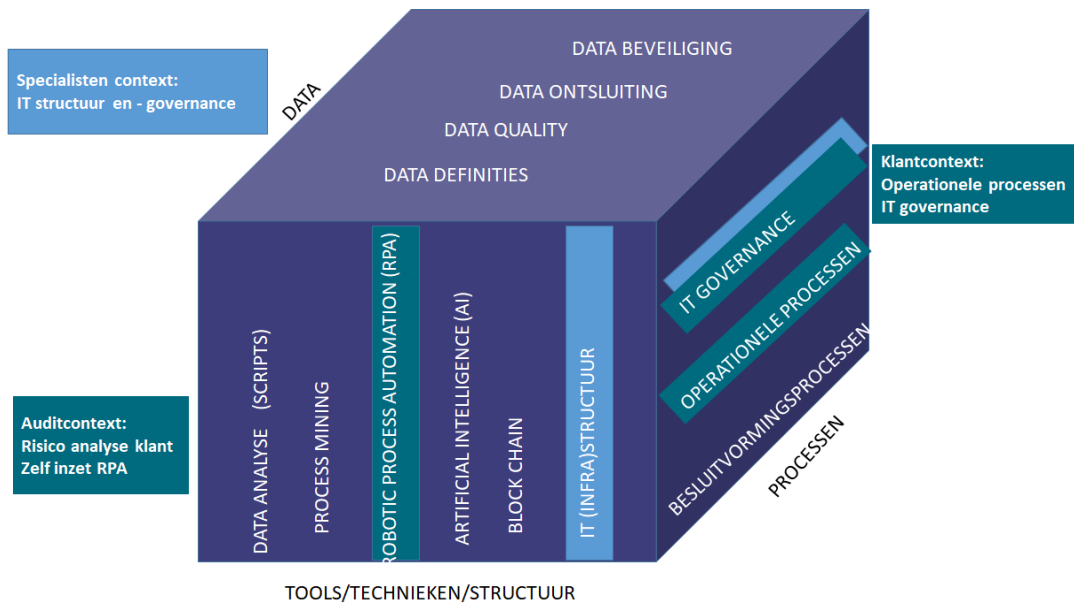 DATA BEVEILIGING
Specialisten context:
IT structuur en - governance
DATA
DATA ONTSLUITING
DATA QUALITY
DATA DEFINITIES
Klantcontext:
Operationele processen
IT governance
IT GOVERNANCE
OPERATIONELE PROCESSEN
BESLUITVORMINGSPROCESSEN
PROCESSEN
Auditcontext:
Risico analyse klant
Zelf inzet RPA
DATA ANALYSE (SCRIPTS)
PROCESS MINING
ROBOTIC PROCESS AUTOMATION (RPA)
ARTIFICIAL INTELLIGENCE (AI)
BLOCK CHAIN
IT (INFRA)STRUCTUUR
TOOLS/TECHNIEKEN/STRUCTUUR